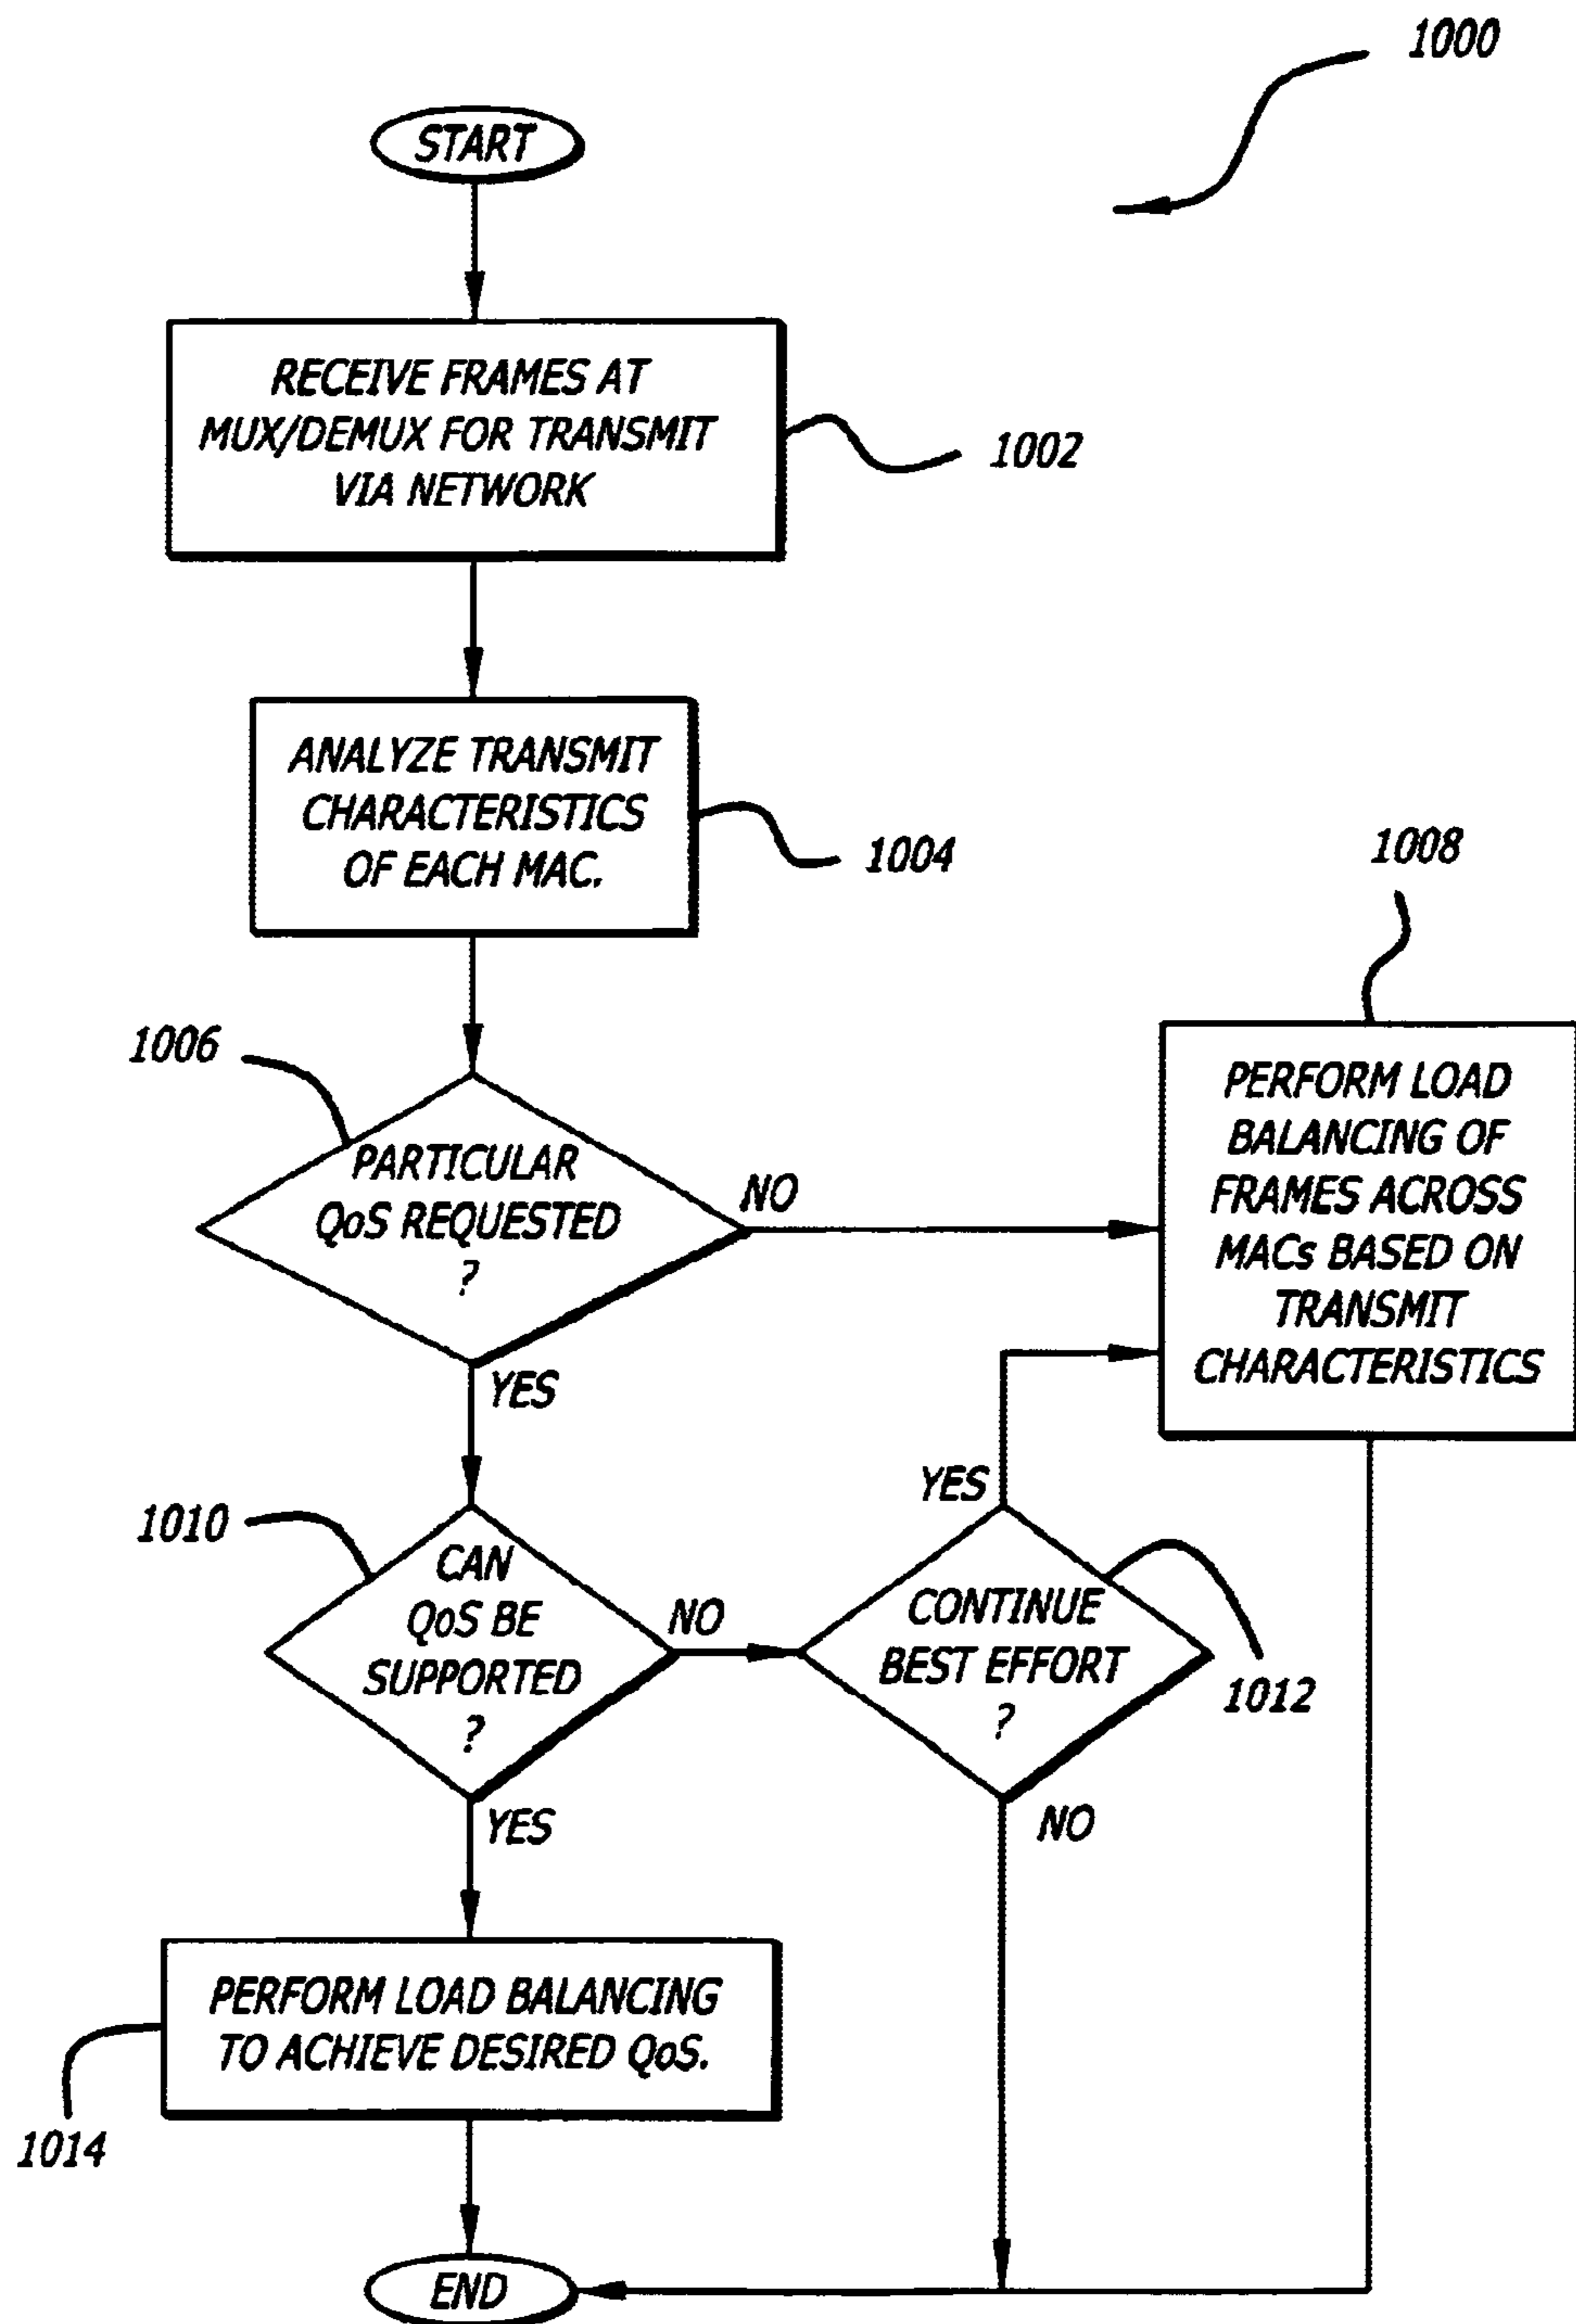 1000
START
RECEIVE FRAMES AT
MUX/DEMUX FOR TRANSMIT
VIA NETWORK
1002
ANALYZE TRANSMIT
CHARACTERISTICS
OF EACH MAC.
1004
1006
PARTICULAR
QoS REQUESTED
?
NO
YES
1008
PERFORM LOAD
BALANCING OF
FRAMES ACROSS
MACs BASED ON
TRANSMIT
CHARACTERISTICS
1010
CAN
QoS BE
SUPPORTED
?
NO
YES
YES
CONTINUE
BEST EFFORT
?
1012
NO
PERFORM LOAD BALANCING
TO ACHIEVE DESIRED QoS.
1014
END